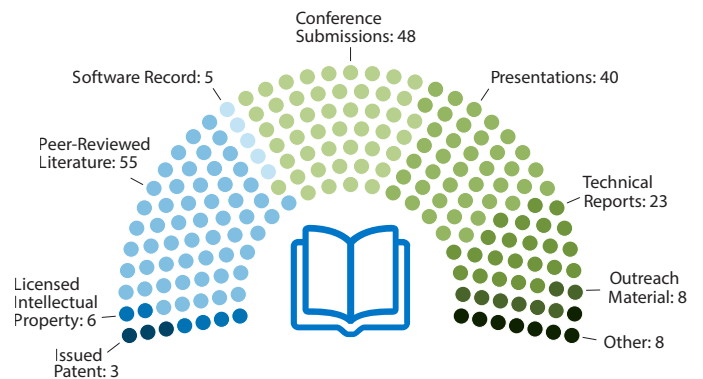 Conference
Submissions: 48
Software Record: 5
Presentations: 40
Peer-Reviewed
Literature: 55
Technical
Reports: 23
Licensed
Intellectual
Property: 6
Outreach
Material: 8
Issued
Patent: 3
Other: 8